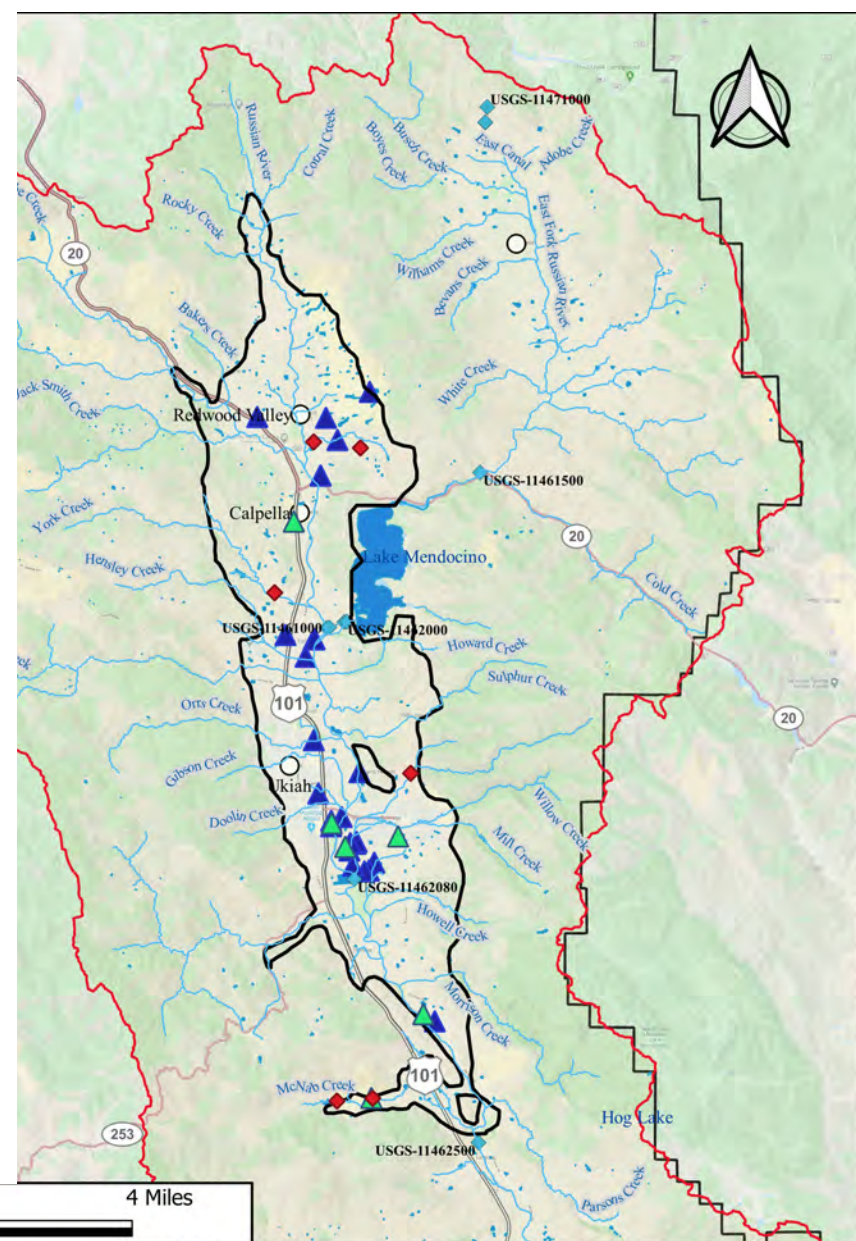 USGS-11471000
Russian River
Corral Creek
Busch Creek
Boyes Creek
East Canal
Adobe Creek
Rocky Creek
20
East Fork Russian River
Williams Creek
Bevans Creek
Bakers Creek
White Creek
Jack Smith Creek
Redwood Valley
USGS-11461500
York Creek
Calpella
20
Lake Mendocino
Hensley Creek
Cold Creek
USGS-11461000
USGS-11462000
Howard Creek
Sulphur Creek
Orrs Creek
101
20
Gibson Creek
Ukiah
Doolin Creek
Willow Creek
Mill Creek
USGS-11462080
Howell Creek
Morrison Creek
McNab Creek
101
Hog Lake
253
USGS-11462500
Parsons Creek
4 Miles